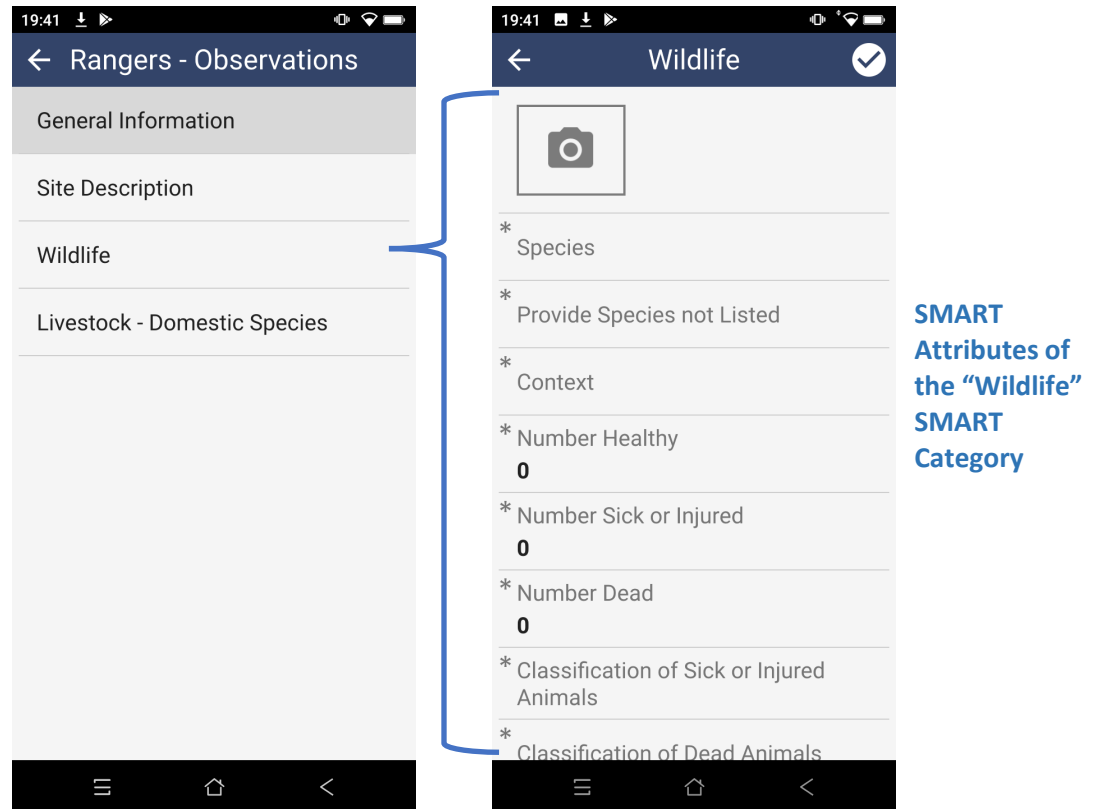 19:41
Rangers - Observations
General Information
Site Description
Wildlife
Livestock - Domestic Species
19:41
Wildlife
* Species
* Provide Species not Listed
* Context
* Number Healthy
0
* Number Sick or Injured
0
* Number Dead
0
* Classification of Sick or Injured
Animals
* Classification of Dead Animals
SMART
Attributes of
the “Wildlife”
SMART
Category